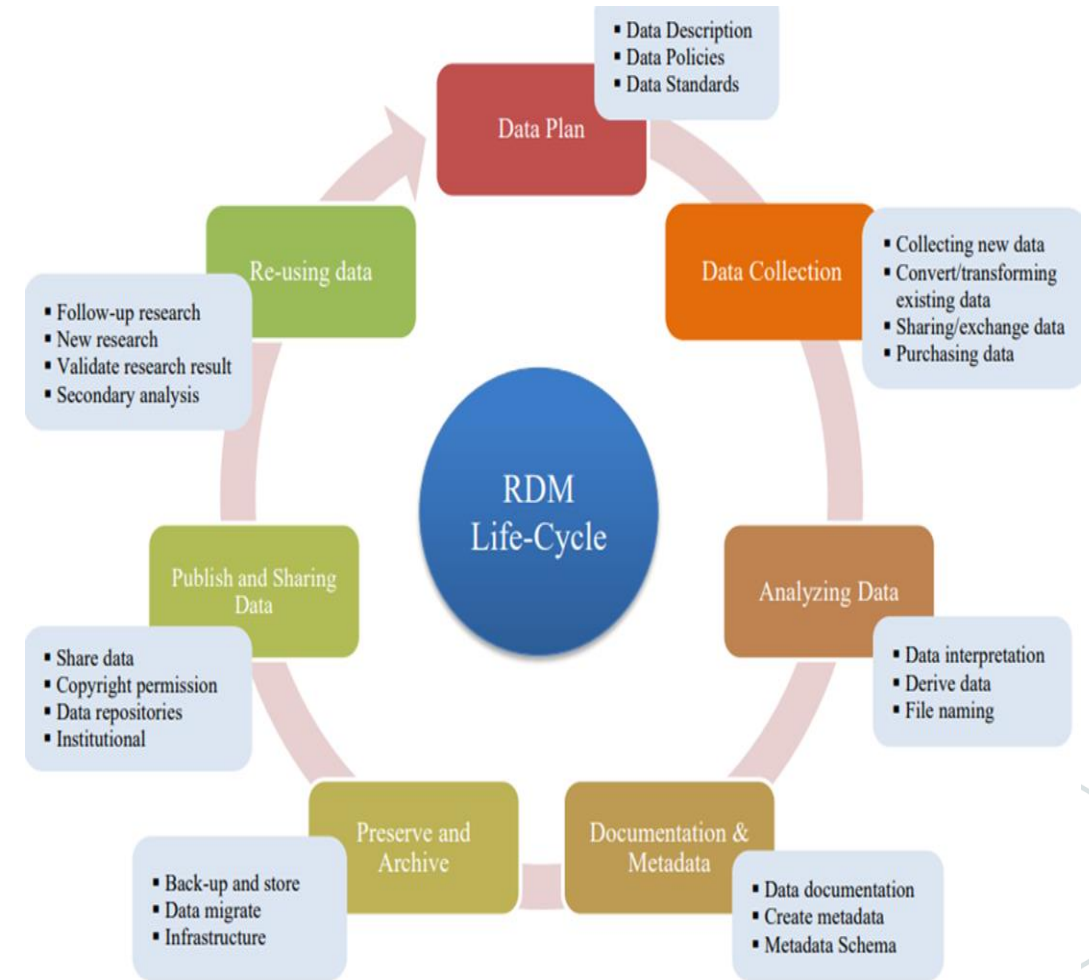 ▪ Data Description
▪ Data Policies
▪ Data Standards
Data Plan
Data Collection
▪ Collecting new data
▪ Convert/transforming
existing data
▪ Sharing/exchange data
▪ Purchasing data
Analyzing Data
▪ Data interpretation
▪ Derive data
▪ File naming
Documentation &
Metadata
▪ Data documentation
▪ Create metadata
▪ Metadata Schema
Preserve and
Archive
▪ Back-up and store
▪ Data migrate
▪ Infrastructure
Publish and Sharing
Data
▪ Share data
▪ Copyright permission
▪ Data repositories
▪ Institutional
Re-using data
▪ Follow-up research
▪ New research
▪ Validate research result
▪ Secondary analysis
RDM
Life-Cycle